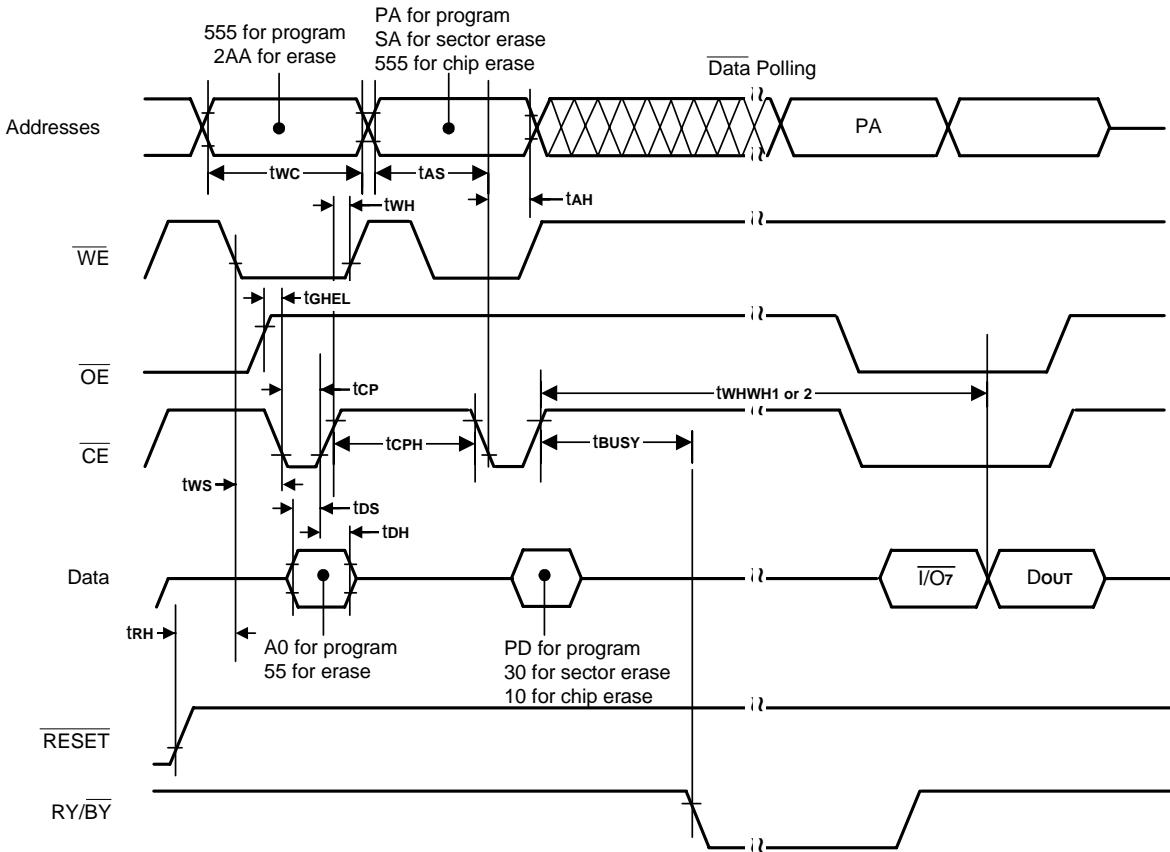 555 for program
2AA for erase
PA for program
SA for sector erase
555 for chip erase
Data Polling
Addresses
PA
tWC
tAS
tWH
tAH
WE
tGHEL
OE
tCP
tWHWH1 or 2
tCPH
tBUSY
CE
tWS
tDS
tDH
Data
I/O7
DOUT
tRH
A0 for program
55 for erase
PD for program
30 for sector erase
10 for chip erase
RESET
RY/BY